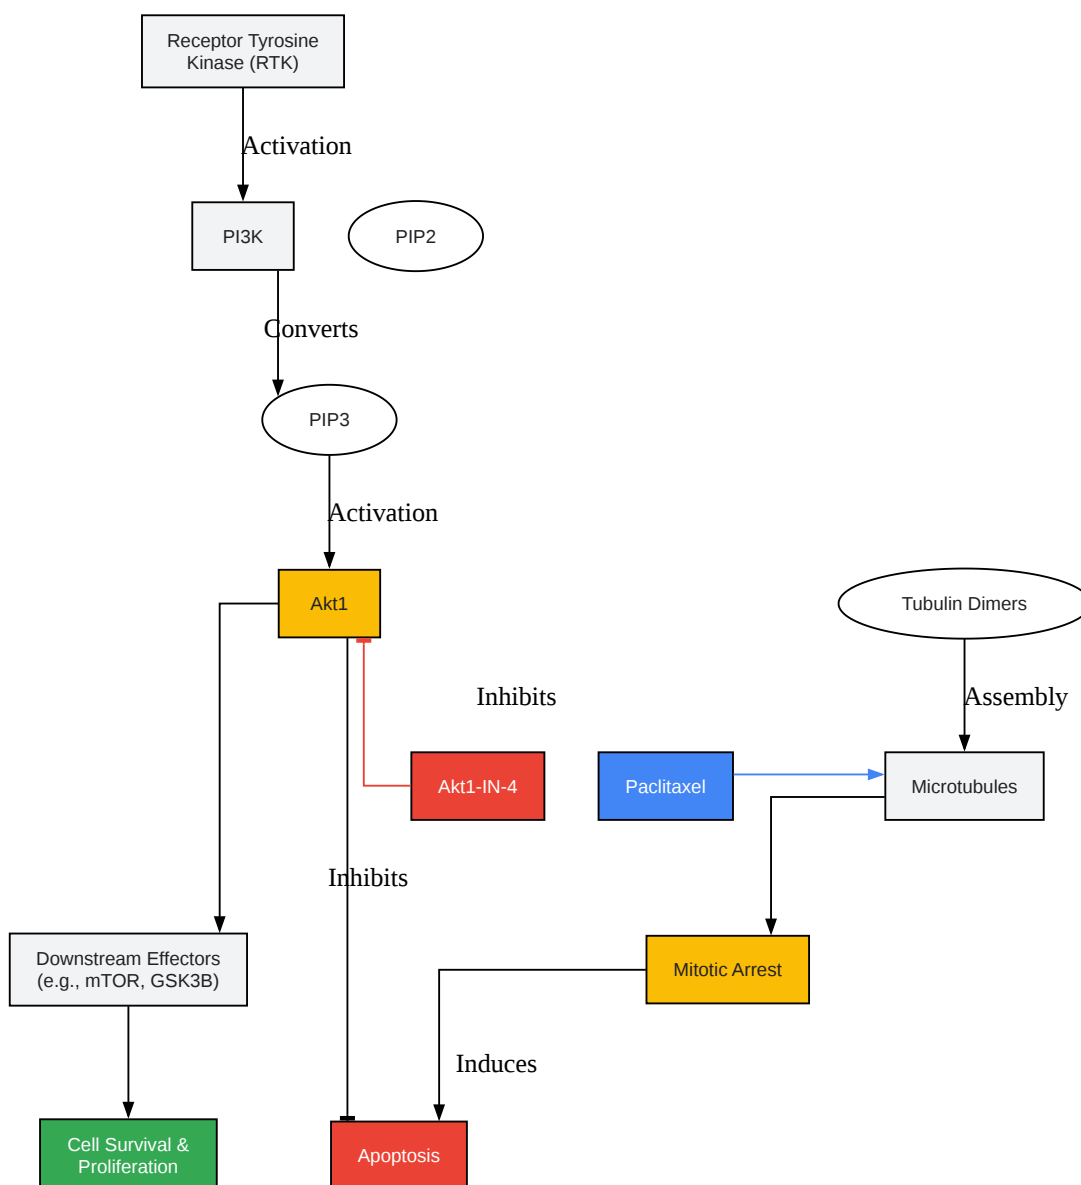 Receptor Tyrosine
Kinase (RTK)
Activation
PI3K
PIP2
Converts
PIP3
Activation
Akt1
Tubulin Dimers
Inhibits
Assembly
Akt1-IN-4
Paclitaxel
Microtubules
Inhibits
Downstream Effectors
(e.g., mTOR, GSK3B)
Mitotic Arrest
Induces
Cell Survival &
Proliferation
Apoptosis